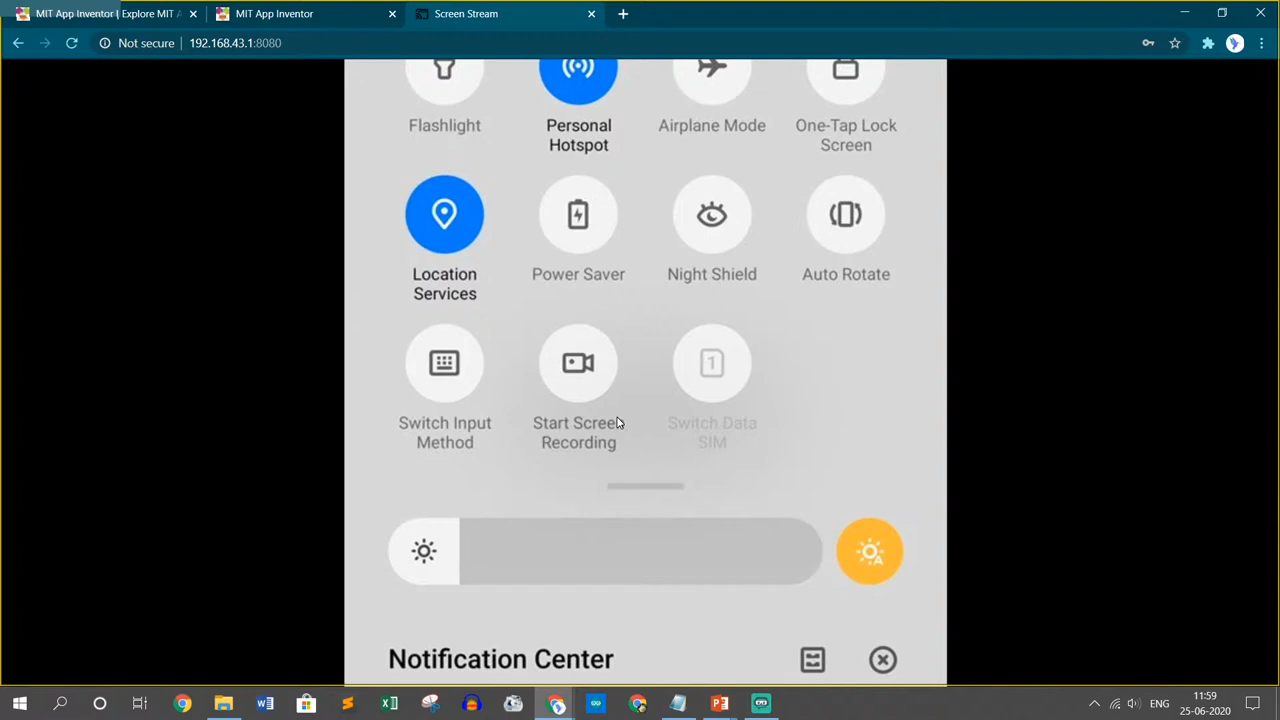 MIT App Inventor | Explore MIT A
MIT App Inventor
Screen Stream
Not secure
192.168.43.1:8080
Flashlight
Personal
Hotspot
Airplane Mode
One-Tap Lock
Screen
Location
Services
Power Saver
Night Shield
Auto Rotate
1
Switch Input
Method
Start Screen
Recording
Switch Data
SIM
A
Notification Center
ENG
11:59
25-06-2020